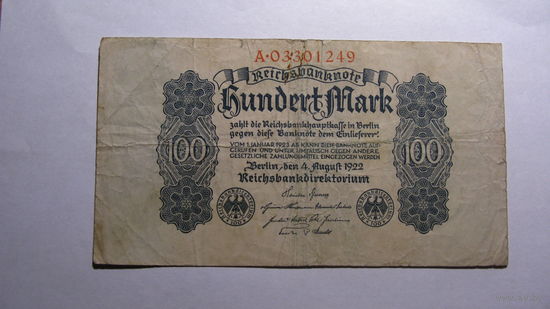 A·03301249
Reichsbanknote
Hundert Mark
zahlt die Reichsbankhauptkasse in Berlin
gegen diese Banknote dem Einlieferer.
VOM 1. JANUAR 1923 AB KANN DIESE BANKNOTE AUF-
GERUFEN UND UNTER UMTAUSCH GEGEN ANDERE
GESETZLICHE ZAHLUNGSMITTEL EINGEZOGEN WERDEN
100
100
Berlin, den 4. August 1922
Reichsbankdirektorium